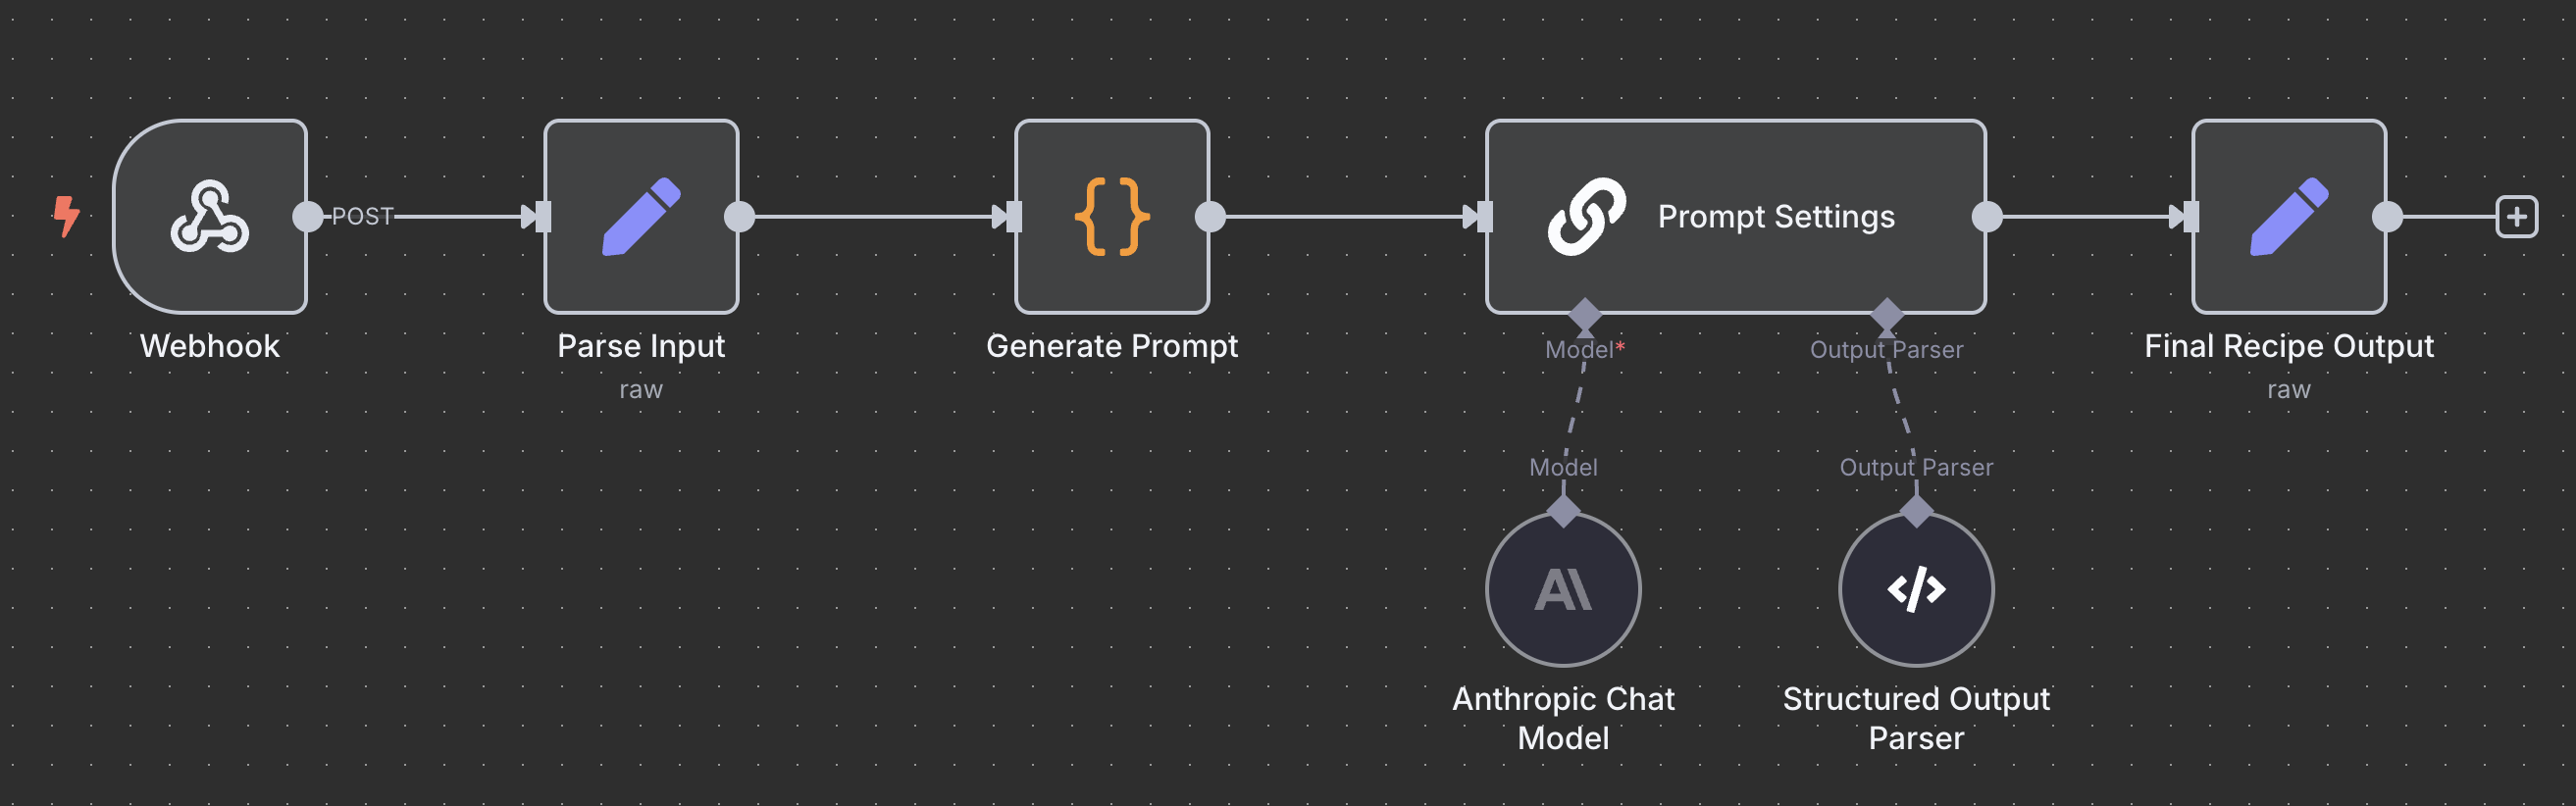 POST
Prompt Settings
Webhook
Parse Input
raw
Generate Prompt
Model*
Output Parser
Final Recipe Output
raw
Model
Output Parser
Anthropic Chat
Model
Structured Output
Parser